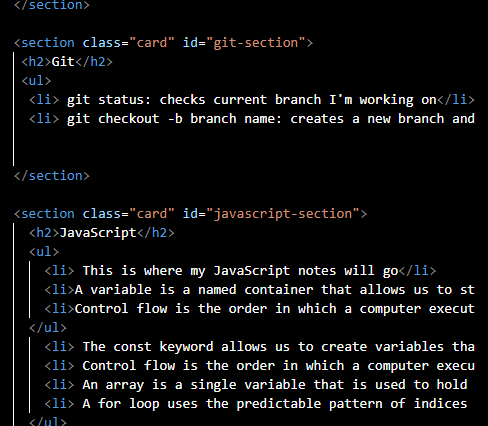 </section>
<section class="card" id="git-section">
<h2>Git</h2>
<ul>
<li> git status: checks current branch I'm working on</li>
<li> git checkout -b branch name: creates a new branch and
</section>
<section class="card" id="javascript-section">
<h2>JavaScript</h2>
<ul>
<li> This is where my JavaScript notes will go</li>
<li>A variable is a named container that allows us to st
<li>Control flow is the order in which a computer execut
</ul>
<li> The const keyword allows us to create variables tha
<li> Control flow is the order in which a computer execu
<li> An array is a single variable that is used to hold
<li> A for loop uses the predictable pattern of indices
</ul>